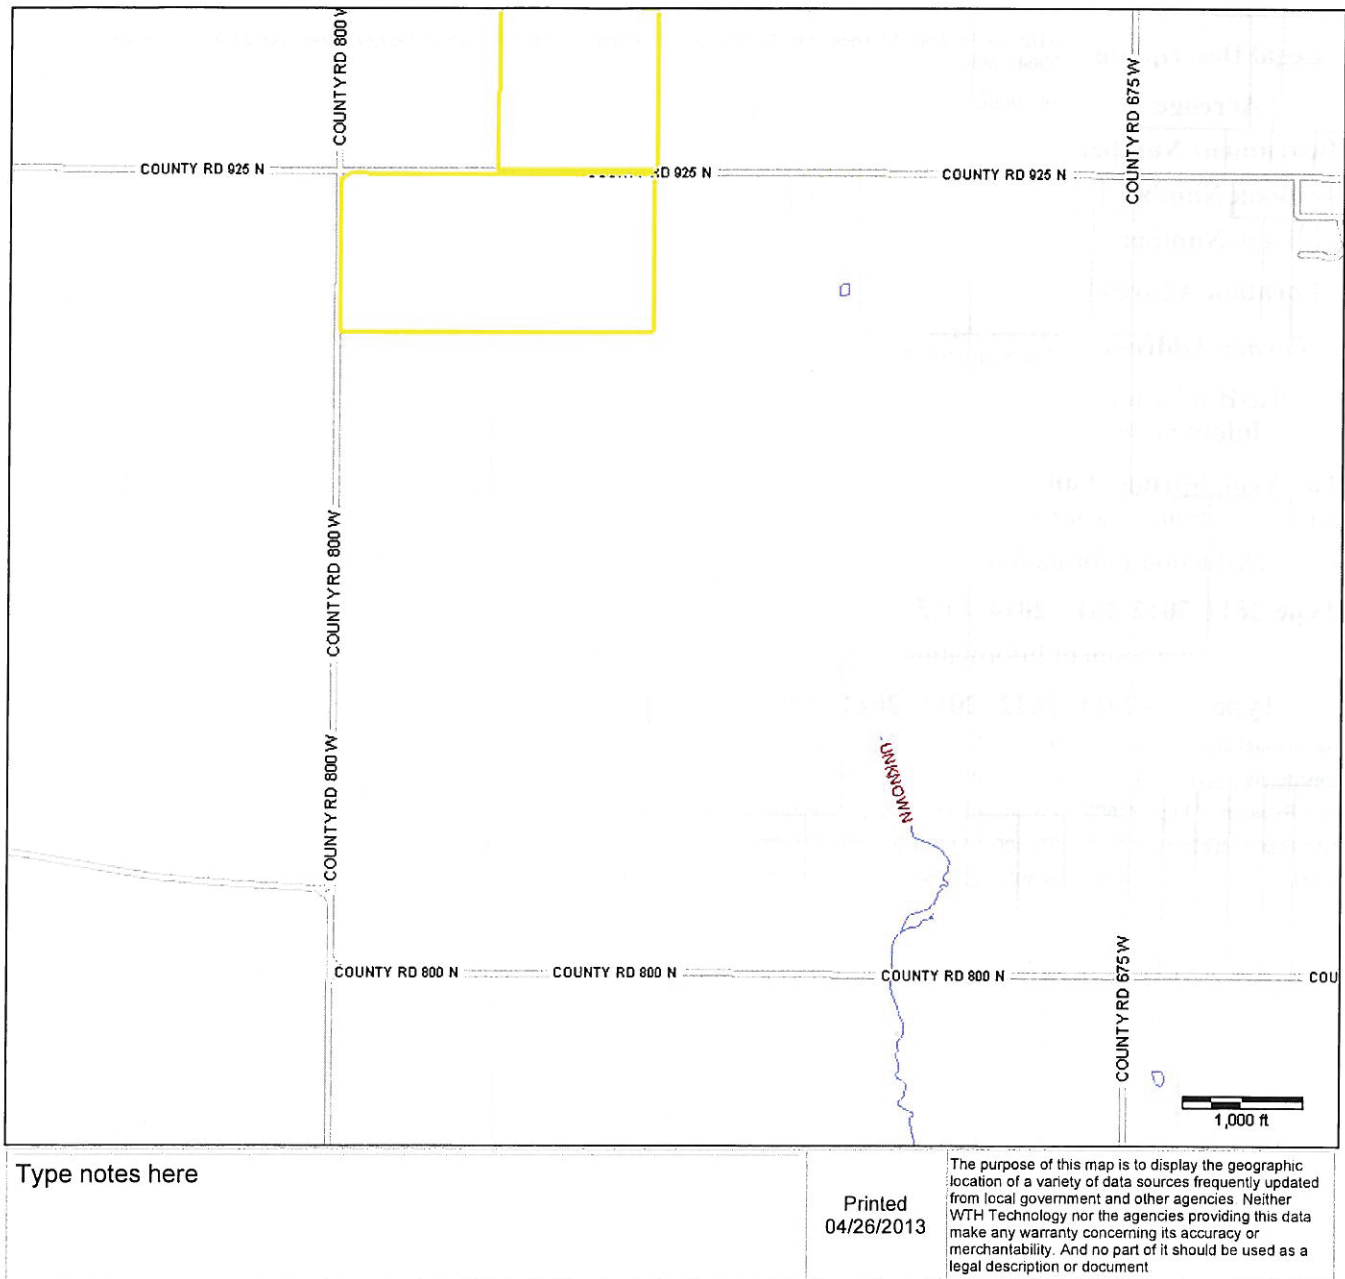 COUNTY RD 800 W
COUNTY RD 675 W
COUNTY RD 925 N
RD 925 N
COUNTY RD 925 N
COUNTY RD 800 W
COUNTY RD 800 W
UNKNOWN
COUNTY RD 800 N
COUNTY RD 800 N
COUNTY RD 800 N
COU
COUNTY RD 675 W
1,000 ft
Type notes here
Printed
04/26/2013
The purpose of this map is to display the geographic
location of a variety of data sources frequently updated
from local government and other agencies. Neither
WTH Technology nor the agencies providing this data
make any warranty concerning its accuracy or
merchantability. And no part of it should be used as a
legal description or document